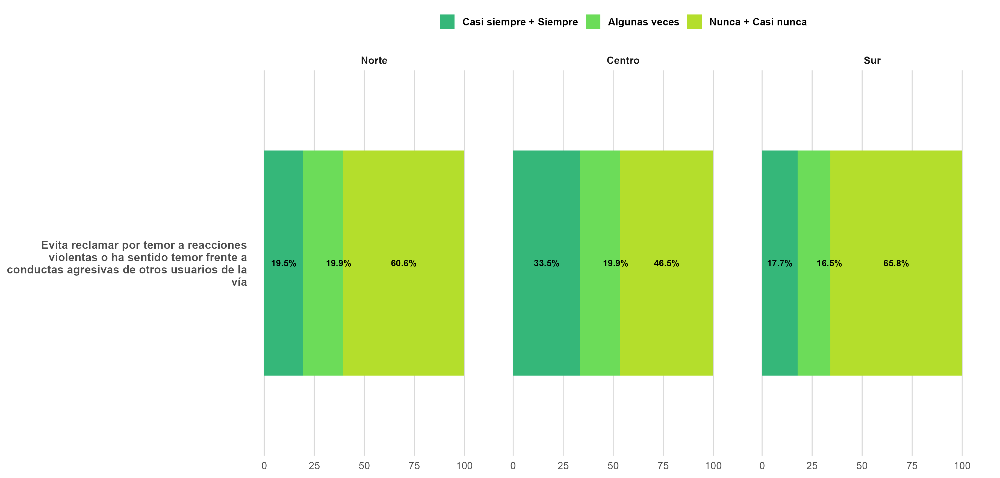 Casi siempre + Siempre Algunas veces Nunca + Casi nunca
Norte Centro Sur
Evita reclamar por temor a reacciones
violentas o ha sentido temor frente a
conductas agresivas de otros usuarios de la
vía
19.5% 19.9% 60.6% 33.5% 19.9% 46.5% 17.7% 16.5% 65.8%
0 25 50 75 100 0 25 50 75 100 0 25 50 75 100